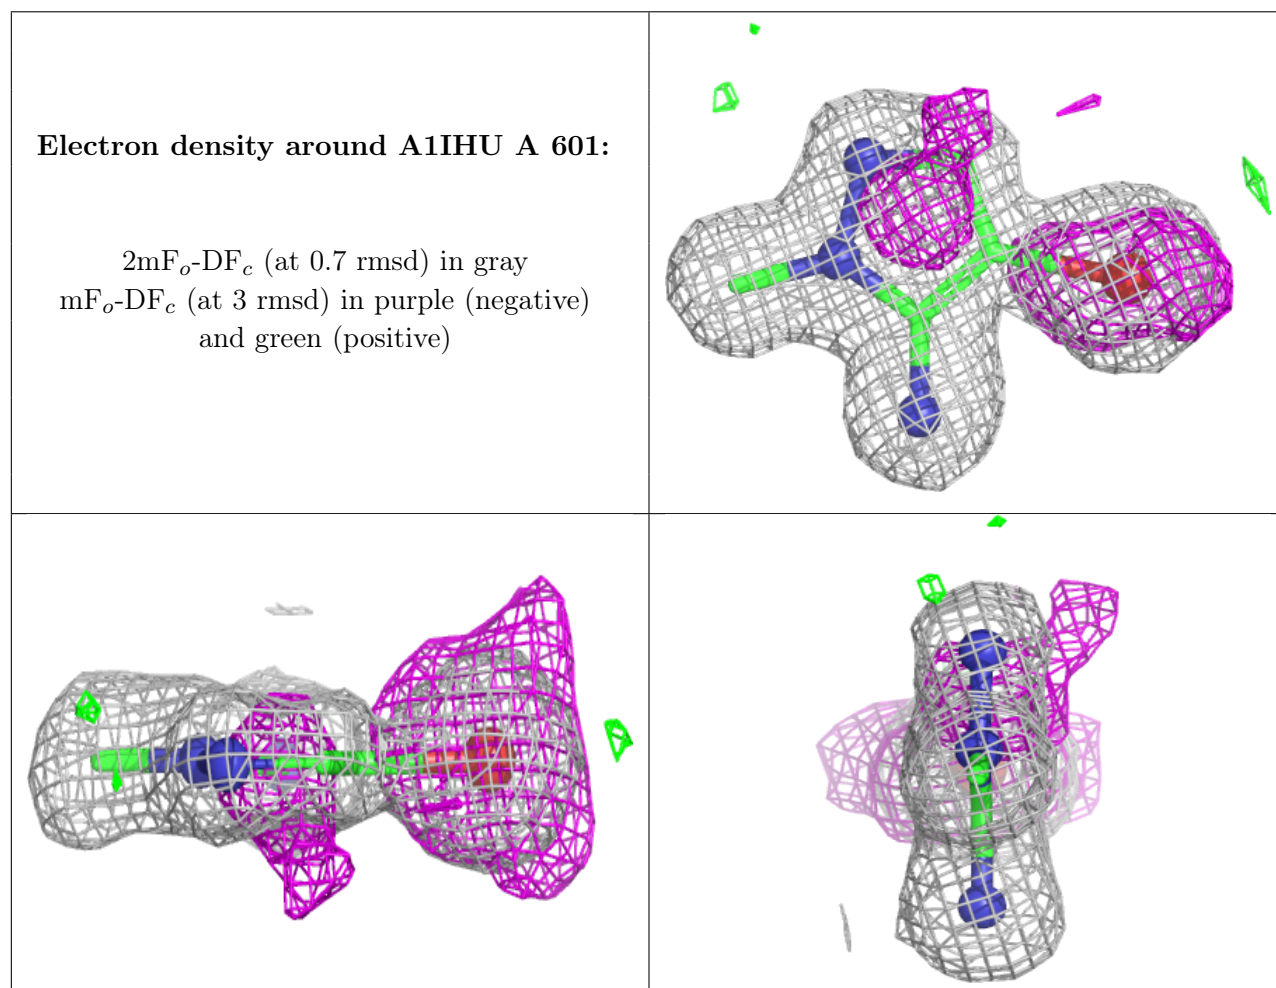 Electron density around A1IHU A 601:
2mFo-DFc (at 0.7 rmsd) in gray
mFo-DFc (at 3 rmsd) in purple (negative)
and green (positive)